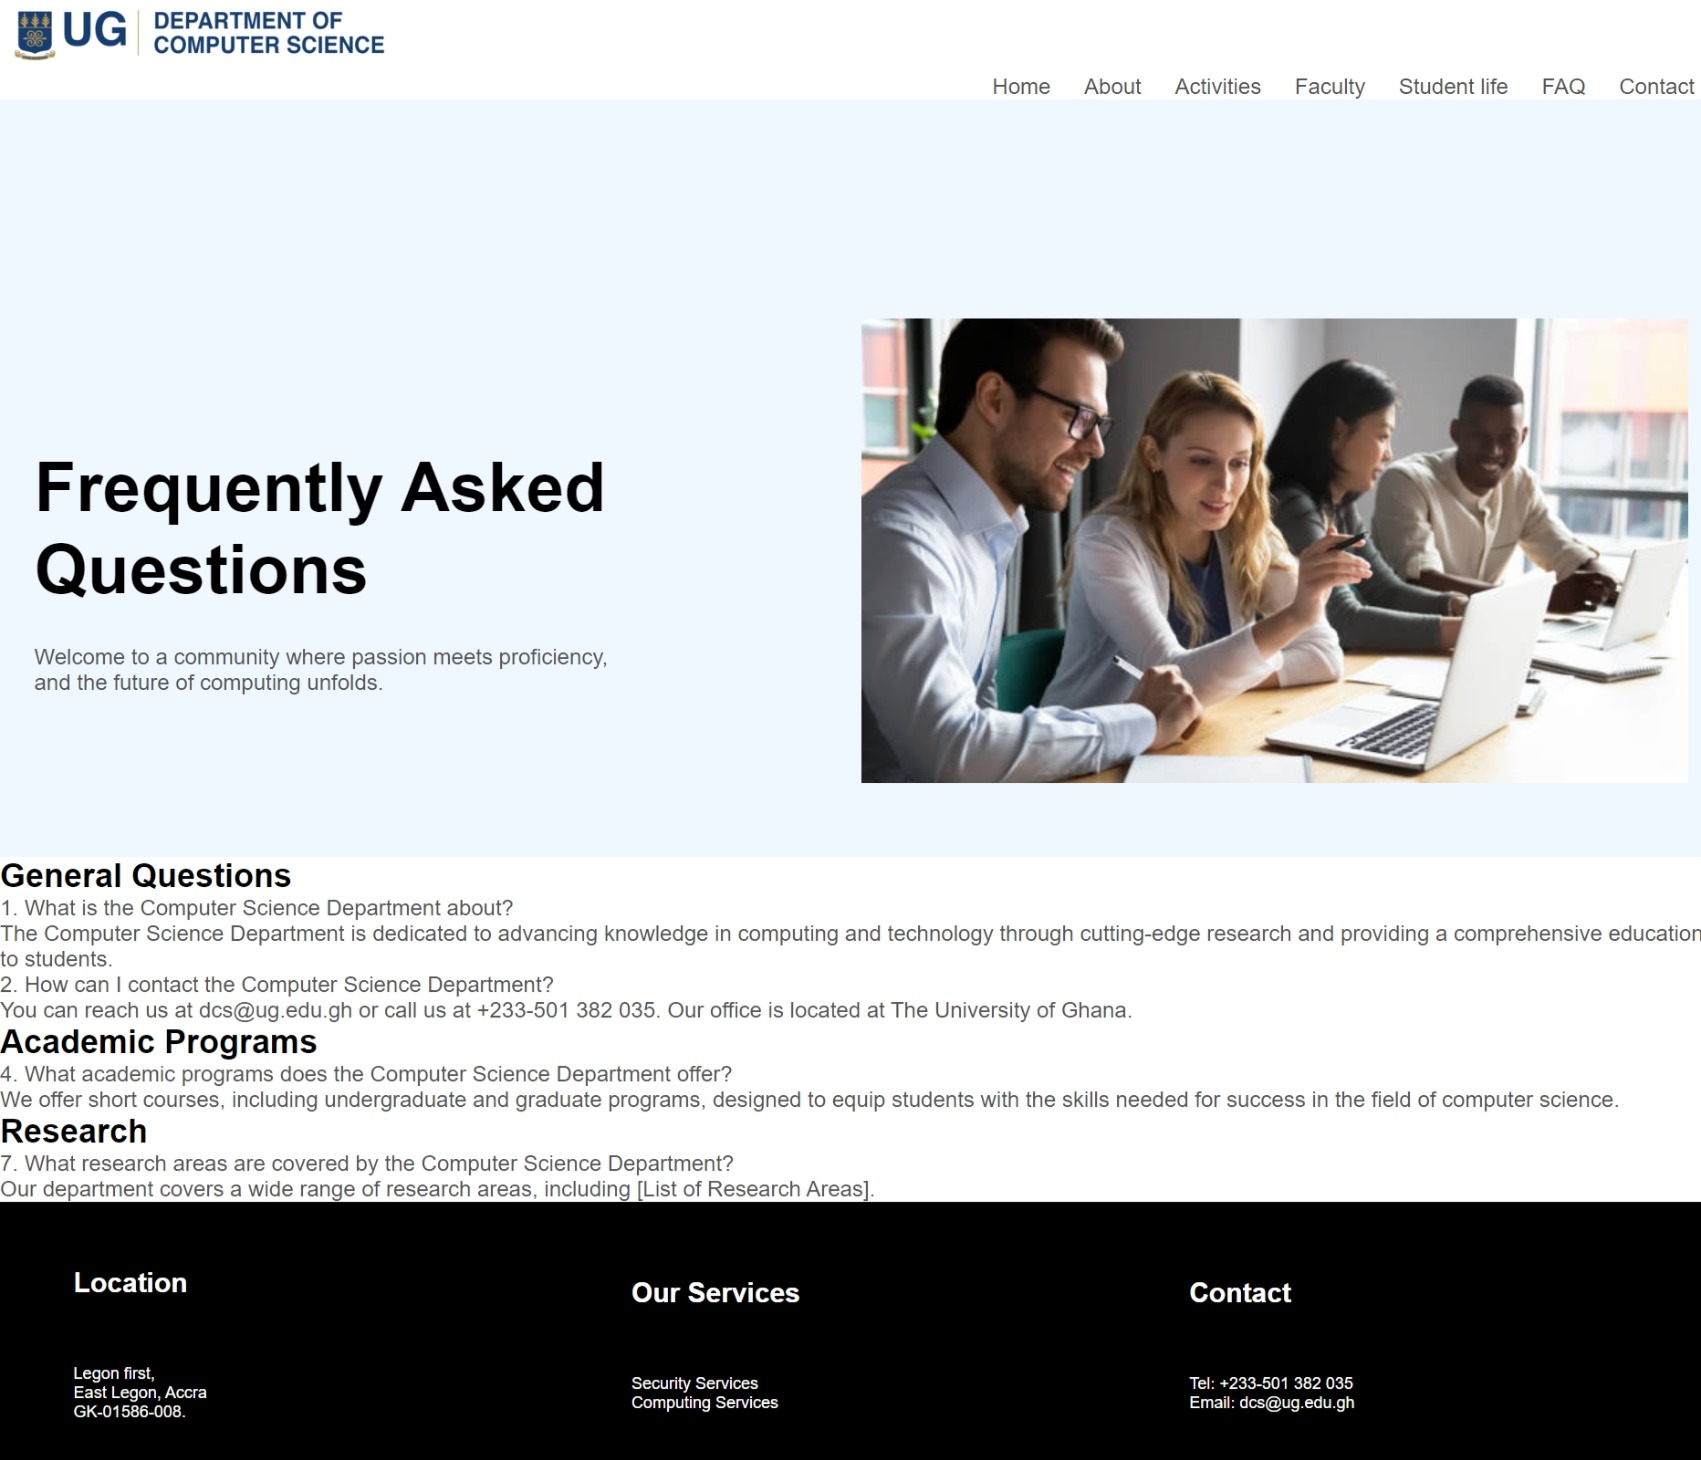 UG
DEPARTMENT OF
COMPUTER SCIENCE
Home About Activities Faculty Student life FAQ Contact
Frequently Asked
Questions
Welcome to a community where passion meets proficiency,
and the future of computing unfolds.
General Questions
1. What is the Computer Science Department about?
The Computer Science Department is dedicated to advancing knowledge in computing and technology through cutting-edge research and providing a comprehensive education
to students.
2. How can I contact the Computer Science Department?
You can reach us at dcs@ug.edu.gh or call us at +233-501 382 035. Our office is located at The University of Ghana.
Academic Programs
4. What academic programs does the Computer Science Department offer?
We offer short courses, including undergraduate and graduate programs, designed to equip students with the skills needed for success in the field of computer science.
Research
7. What research areas are covered by the Computer Science Department?
Our department covers a wide range of research areas, including [List of Research Areas].
Location
Legon first,
East Legon, Accra
GK-01586-008.
Our Services
Security Services
Computing Services
Contact
Tel: +233-501 382 035
Email: dcs@ug.edu.gh